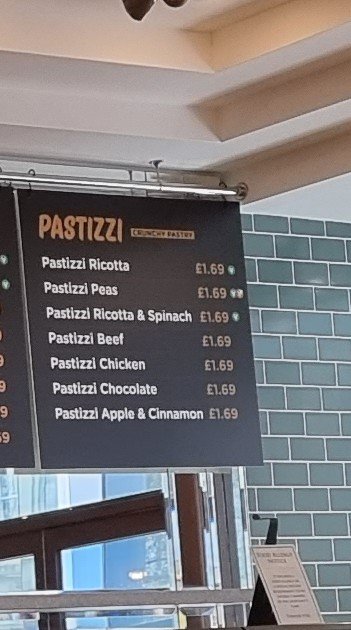 PASTIZZI CRUNCHY PASTRY
Pastizzi Ricotta £1.69
Pastizzi Peas £1.69
Pastizzi Ricotta & Spinach £1.69
Pastizzi Beef £1.69
Pastizzi Chicken £1.69
Pastizzi Chocolate £1.69
Pastizzi Apple & Cinnamon £1.69